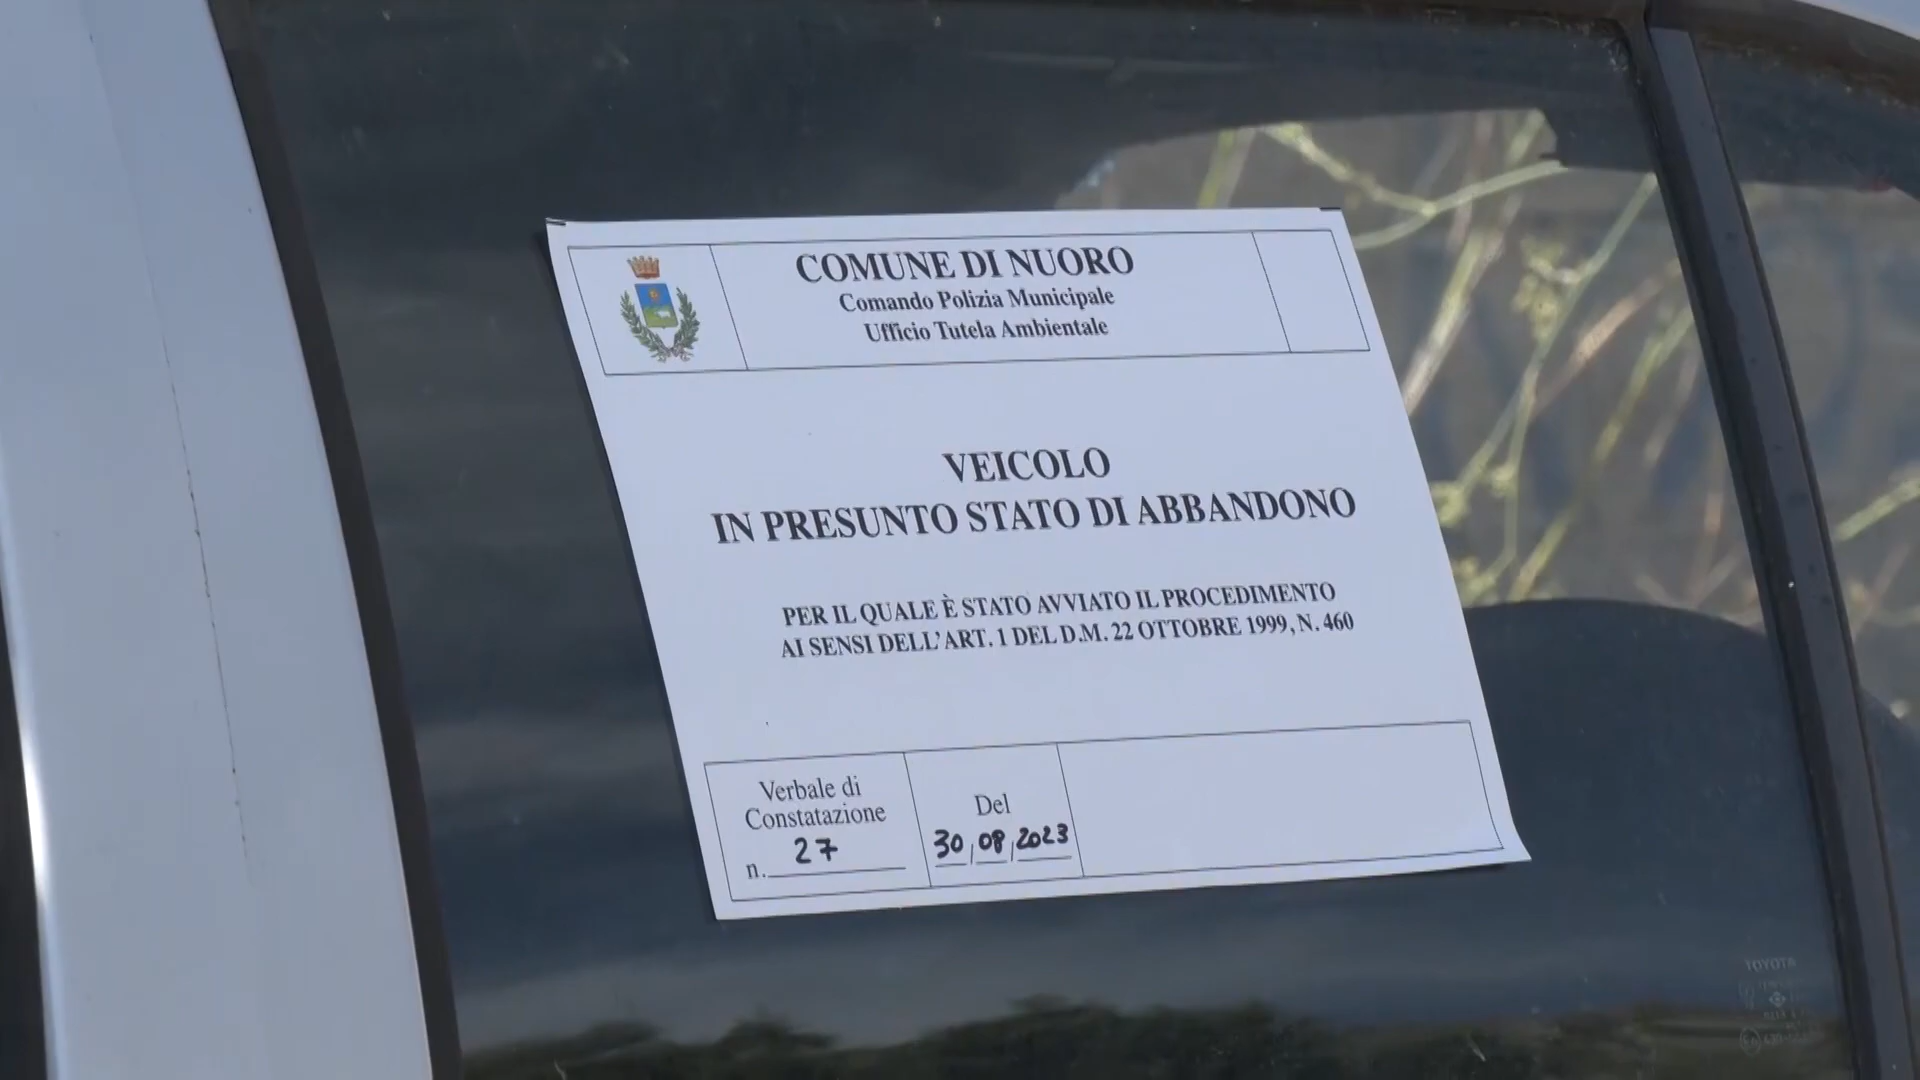 COMUNE DI NUORO
Comando Polizia Municipale
Ufficio Tutela Ambientale
VEICOLO
IN PRESUNTO STATO DI ABBANDONO
PER IL QUALE È STATO AVVIATO IL PROCEDIMENTO
AI SENSI DELL'ART. 1 DEL D.M. 22 OTTOBRE 1999, N. 460
Verbale di
Constatazione
n. 27
Del
30/08/2023
TOYOTA